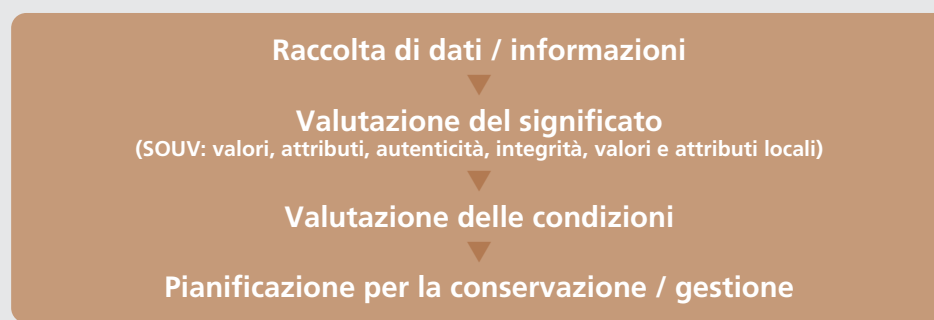 Raccolta di dati / informazioni
Valutazione del significato
(SOUV: valori, attributi, autenticità, integrità, valori e attributi locali)
Valutazione delle condizioni
Pianificazione per la conservazione / gestione